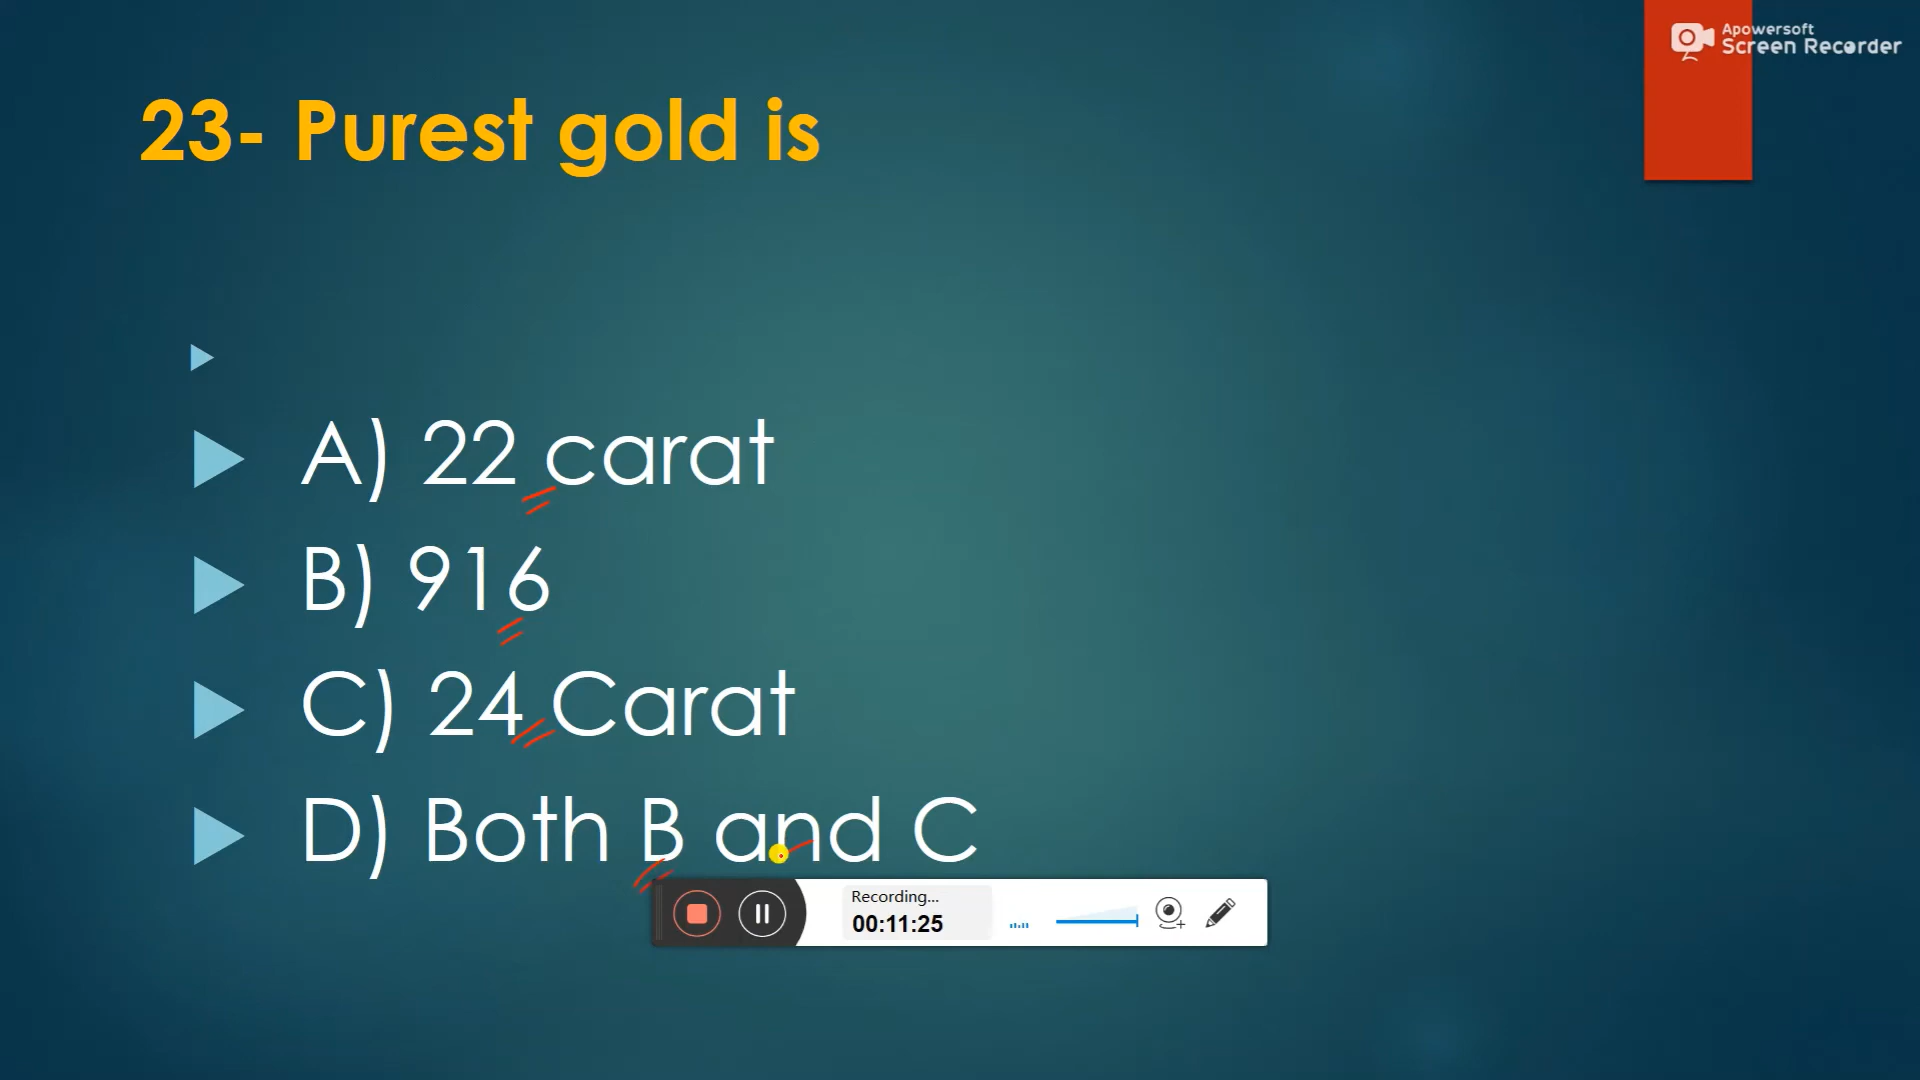 Apowersoft
Screen Recorder
23- Purest gold is
A) 22 carat
B) 916
C) 24 Carat
D) Both B and C
Recording...
00:11:25